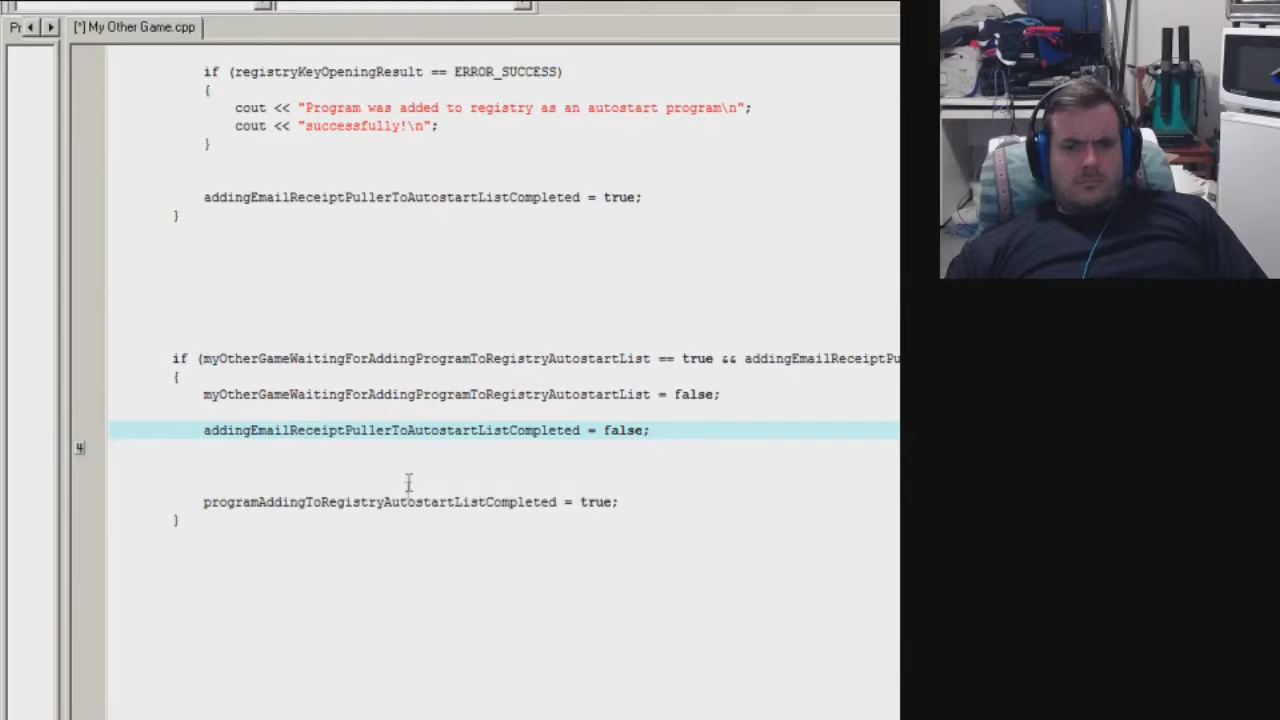 Pr
[*] My Other Game.cpp
if (registryKeyOpeningResult == ERROR_SUCCESS)
{
cout << "Program was added to registry as an autostart program\n";
cout << "successfully!\n";
}
addingEmailReceiptPullerToAutostartListCompleted = true;
}
if (myOtherGameWaitingForAddingProgramToRegistryAutostartList == true && addingEmailReceiptPu
{
myOtherGameWaitingForAddingProgramToRegistryAutostartList = false;
addingEmailReceiptPullerToAutostartListCompleted = false;
4
programAddingToRegistryAutostartListCompleted = true;
}